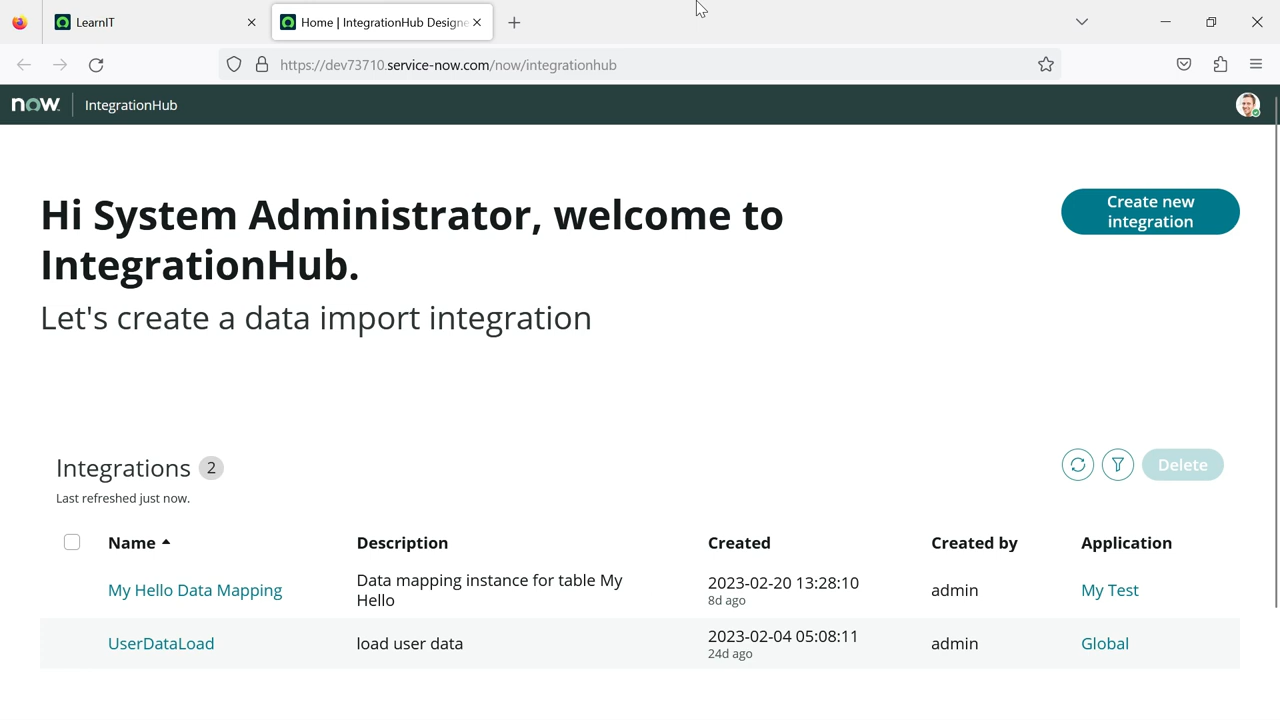 LearnIT
Home | IntegrationHub Designe
https://dev73710.service-now.com/now/integrationhub
now. IntegrationHub
Hi System Administrator, welcome to
IntegrationHub.
Create new
integration
Let's create a data import integration
Integrations 2
Delete
Last refreshed just now.
Name Description Created Created by Application
My Hello Data Mapping Data mapping instance for table My 2023-02-20 13:28:10 admin My Test
Hello 8d ago
UserDataLoad load user data 2023-02-04 05:08:11 admin Global
24d ago